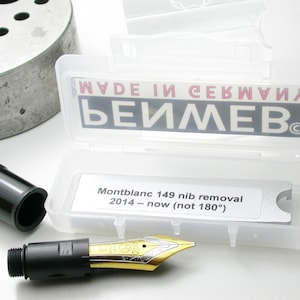 MADE IN GERMANY
PENWEB©
Montblanc 149 nib removal
2014 – now (not 180°)